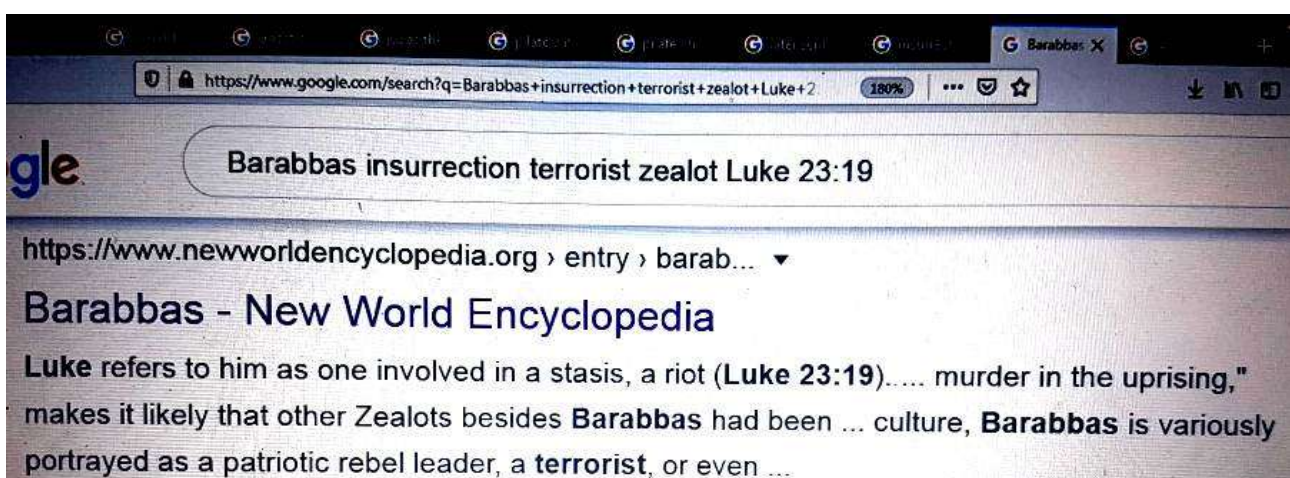 Barabbas
https://www.google.com/search?q=Barabbas+insurrection+terrorist+zealot+Luke+2
180%
gle
Barabbas insurrection terrorist zealot Luke 23:19
https://www.newworldencyclopedia.org › entry › barab...
Barabbas - New World Encyclopedia
Luke refers to him as one involved in a stasis, a riot (Luke 23:19)..... murder in the uprising,"
makes it likely that other Zealots besides Barabbas had been ... culture, Barabbas is variously
portrayed as a patriotic rebel leader, a terrorist, or even ...